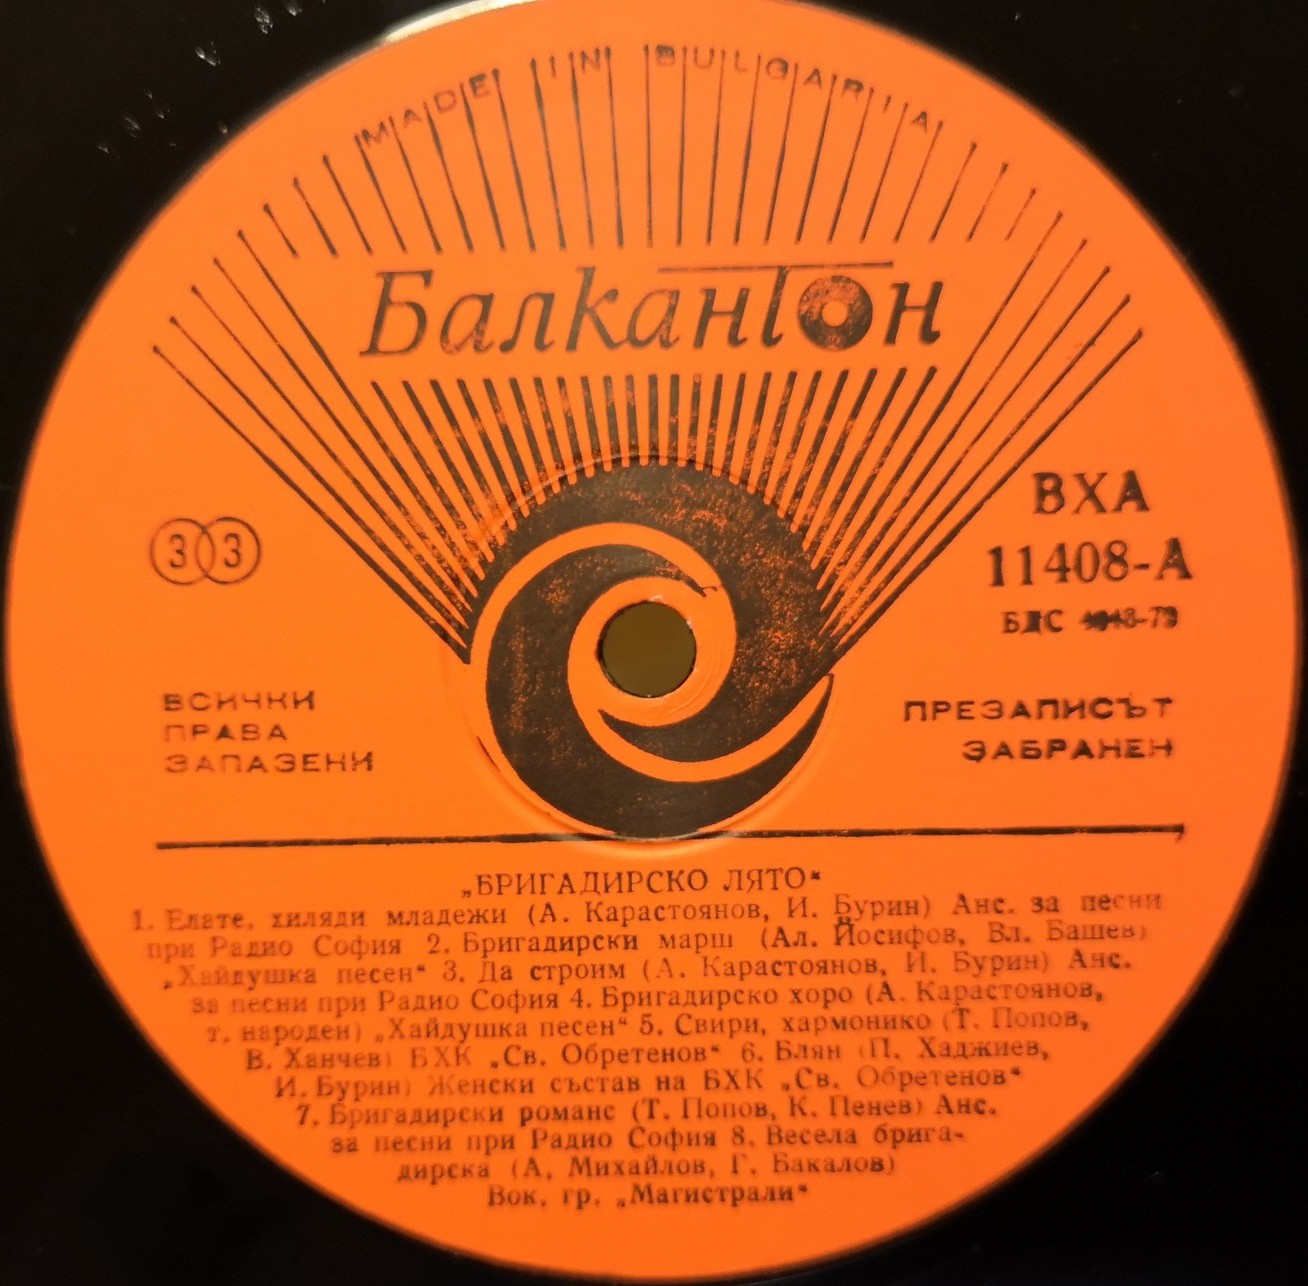 MADE IN BULGARIA
Балкантон
33
ВХА
11408-А
БДС
ВСИЧКИ
ПРАВА
ЗАПАЗЕНИ
ПРЕЗАПИСЪТ
ЗАБРАНЕН
„БРИГАДИРСКО ЛЯТО“
1. Елате, хиляди младежи (А. Карастоянов, И. Бурин) Анс. за песни
при Радио София 2. Бригадирски марш (Ал. Йосифов, Вл. Башев)
„Хайдушка песен“ 3. Да строим (А. Карастоянов, И. Бурин) Анс.
за песни при Радио София 4. Бригадирско хоро (А. Карастоянов,
т. народен) „Хайдушка песен“ 5. Свири, хармонико (Т. Попов,
В. Ханчев) БХК „Св. Обретенов“ 6. Блян (П. Хаджиев,
И. Бурин) Женски състав на БХК „Св. Обретенов“
7. Бригадирски романс (Т. Попов, К. Пенев) Анс.
за песни при Радио София 8. Весела брига-
дирска (А. Михайлов, Г. Бакалов)
Вок. гр. „Магистрали“